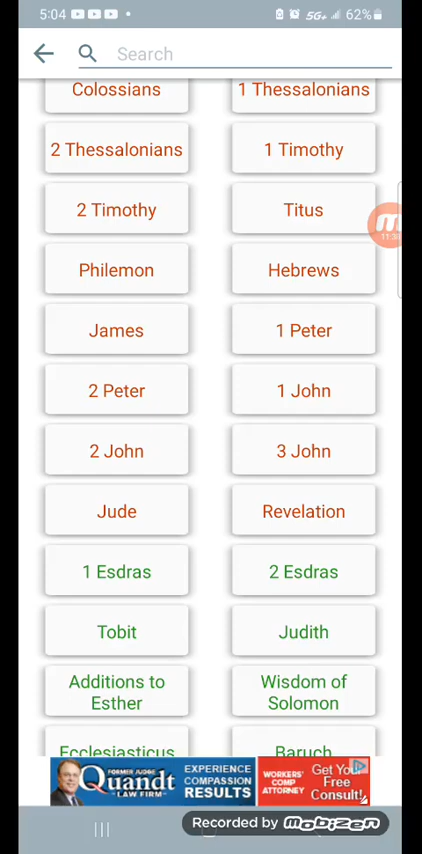 5:04
5G+ 62%
Search
Colossians
1 Thessalonians
2 Thessalonians
1 Timothy
2 Timothy
Titus
11:38
Philemon
Hebrews
James
1 Peter
2 Peter
1 John
2 John
3 John
Jude
Revelation
1 Esdras
2 Esdras
Tobit
Judith
Additions to
Esther
Wisdom of
Solomon
Ecclesiasticus
Baruch
FORMER JUDGE
Quandt
LAW FIRM
EXPERIENCE
COMPASSION
RESULTS
WORKERS'
COMP
ATTORNEY
Get Your
Free
Consult!
Recorded by mobizen